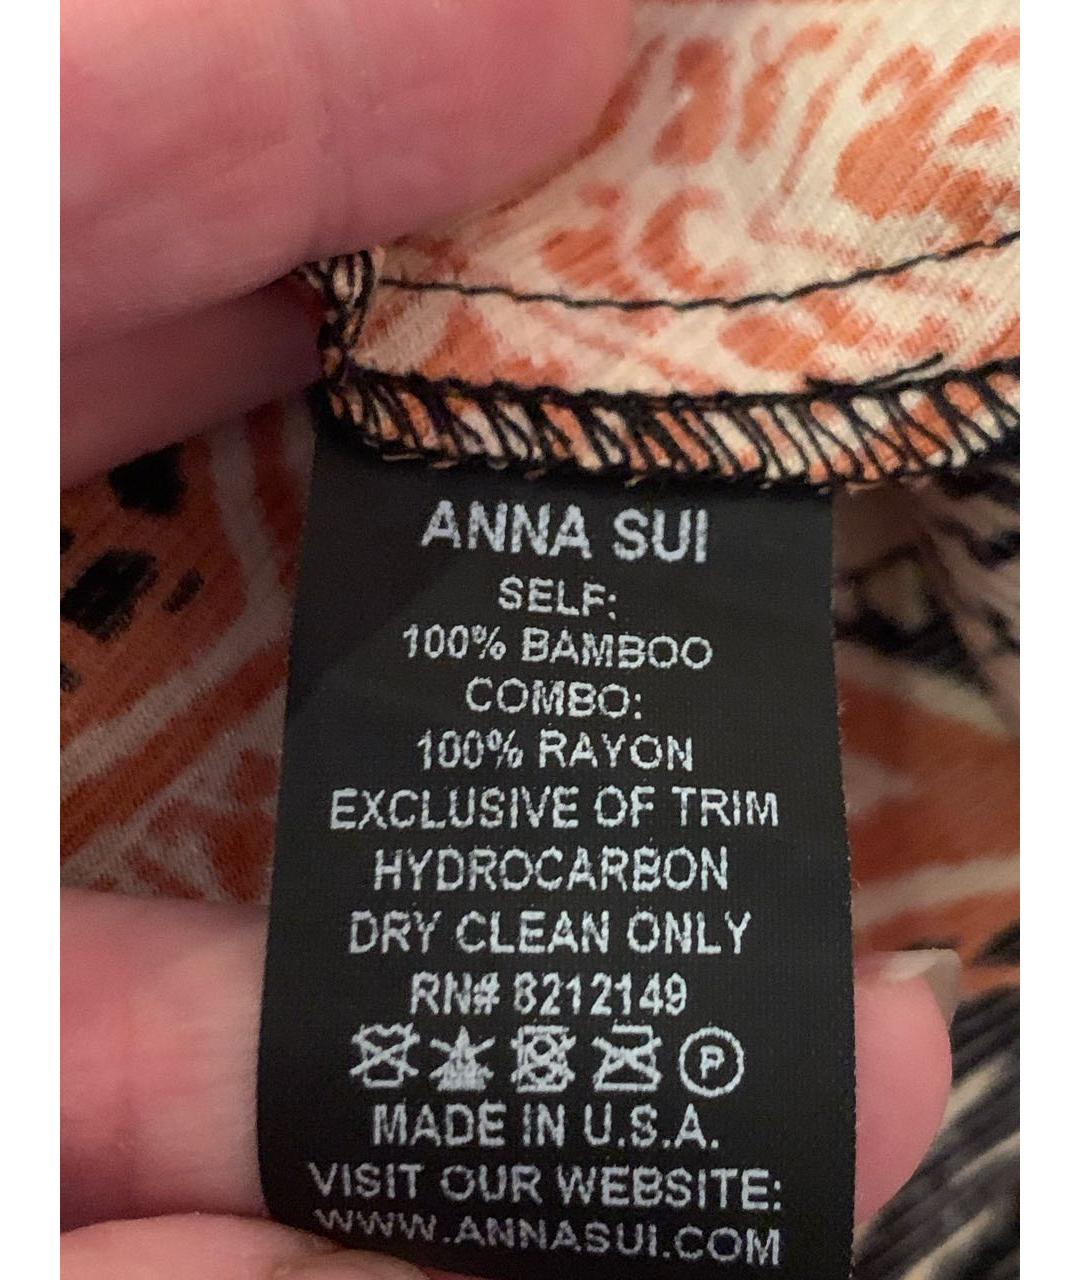 ANNA SUI
SELF:
100% BAMBOO
COMBO:
100% RAYON
EXCLUSIVE OF TRIM
HYDROCARBON
DRY CLEAN ONLY
RN# 8212149
P
MADE IN U.S.A.
VISIT OUR WEBSITE:
WWW.ANNASUI.COM